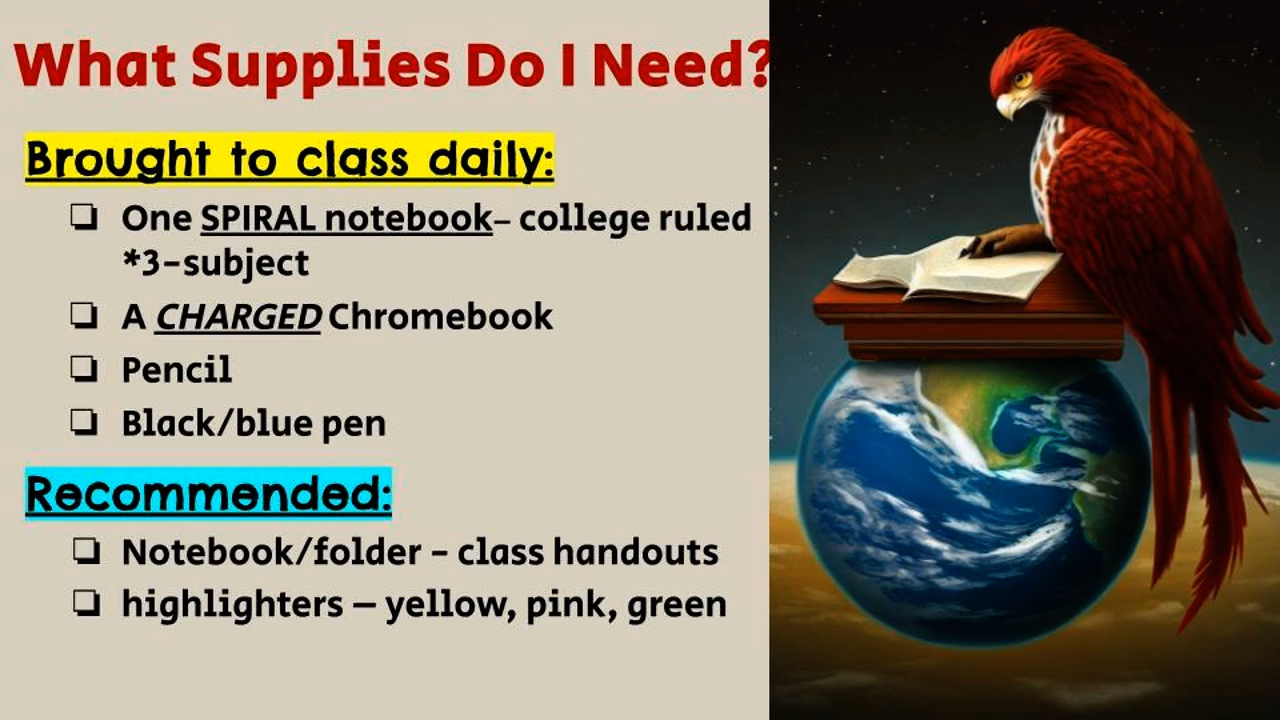 What Supplies Do I Need?
Brought to class daily:
❏ One SPIRAL notebook– college ruled
*3-subject
❏ A CHARGED Chromebook
❏ Pencil
❏ Black/blue pen
Recommended:
❏ Notebook/folder - class handouts
❏ highlighters – yellow, pink, green